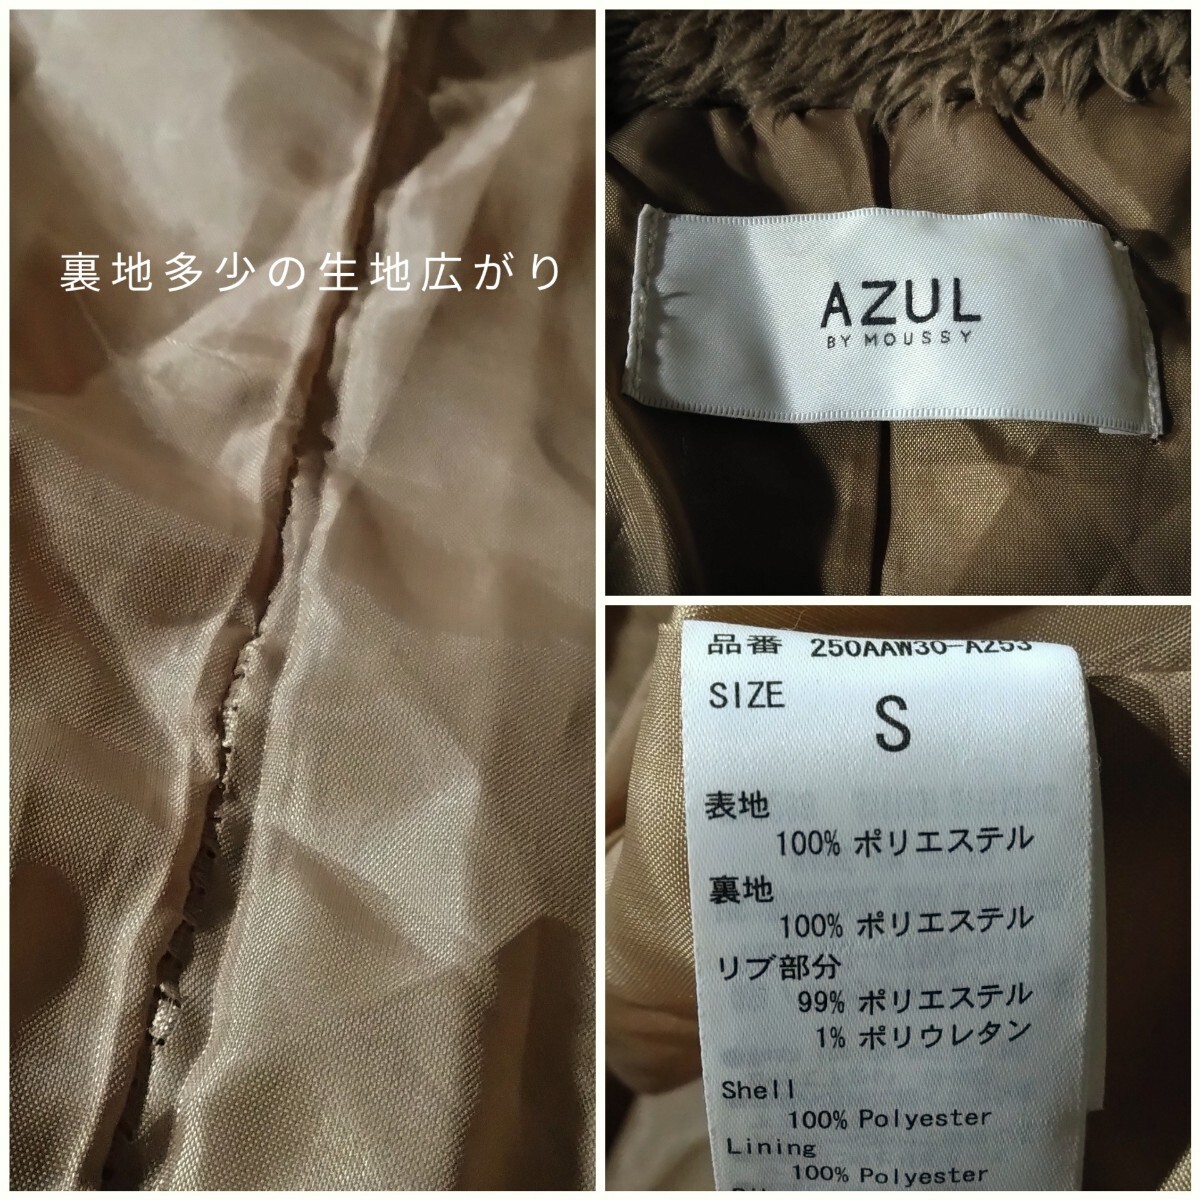 裏地多少の生地広がり
AZUL
BY MOUSSY
品番 250AAW30-A253
SIZE S
表地
100% ポリエステル
裏地
100% ポリエステル
リブ部分
99% ポリエステル
1% ポリウレタン
Shell
100% Polyester
Lining
100% Polyester